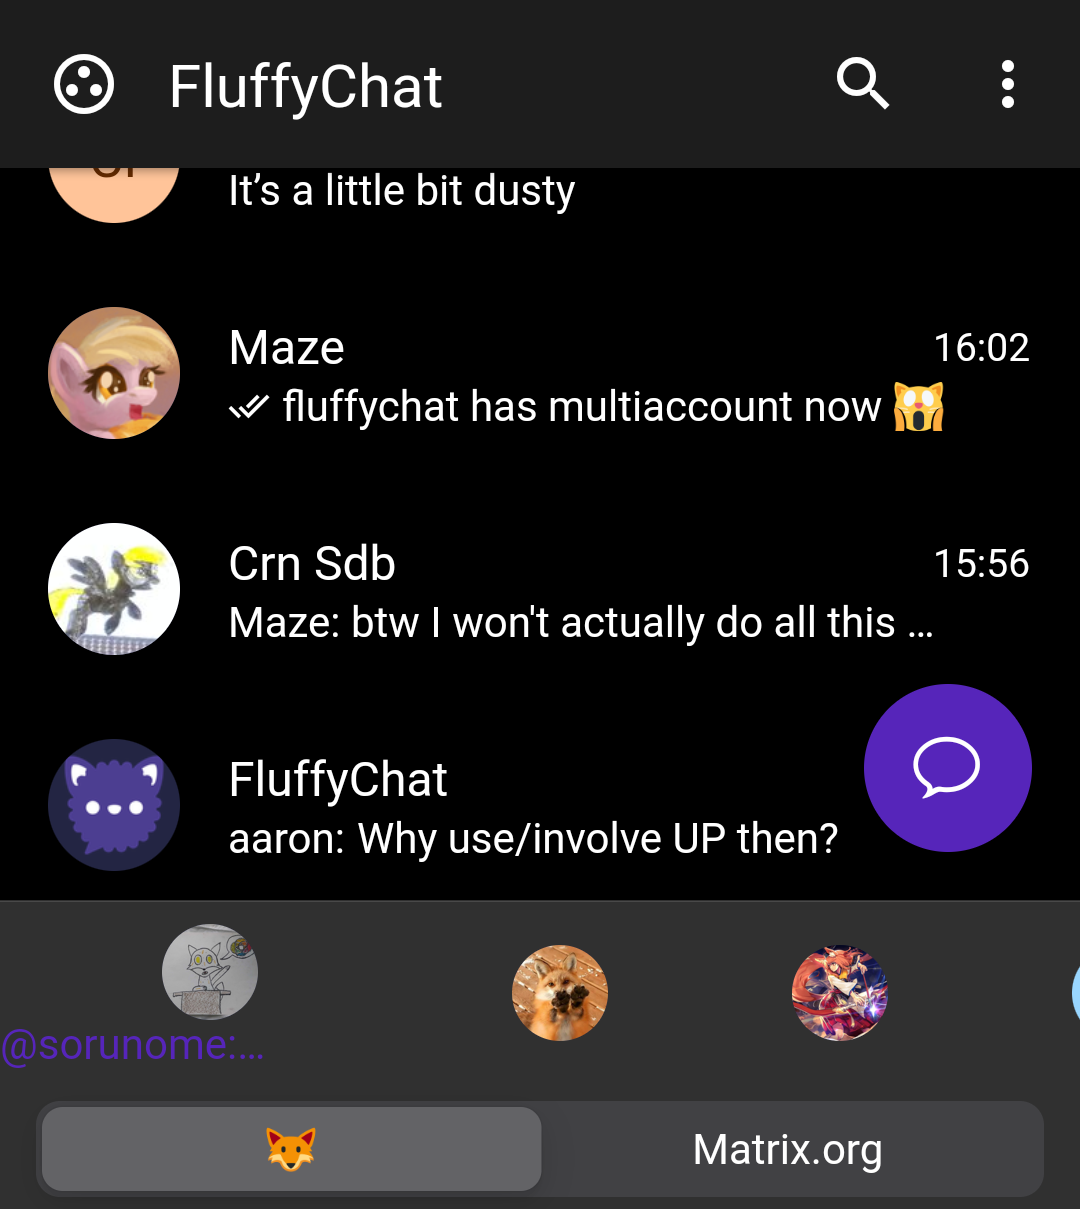 FluffyChat
It’s a little bit dusty
Maze
16:02
fluffychat has multiaccount now 🙀
Crn Sdb
15:56
Maze: btw I won't actually do all this …
FluffyChat
aaron: Why use/involve UP then?
@sorunome:…
🦊
Matrix.org